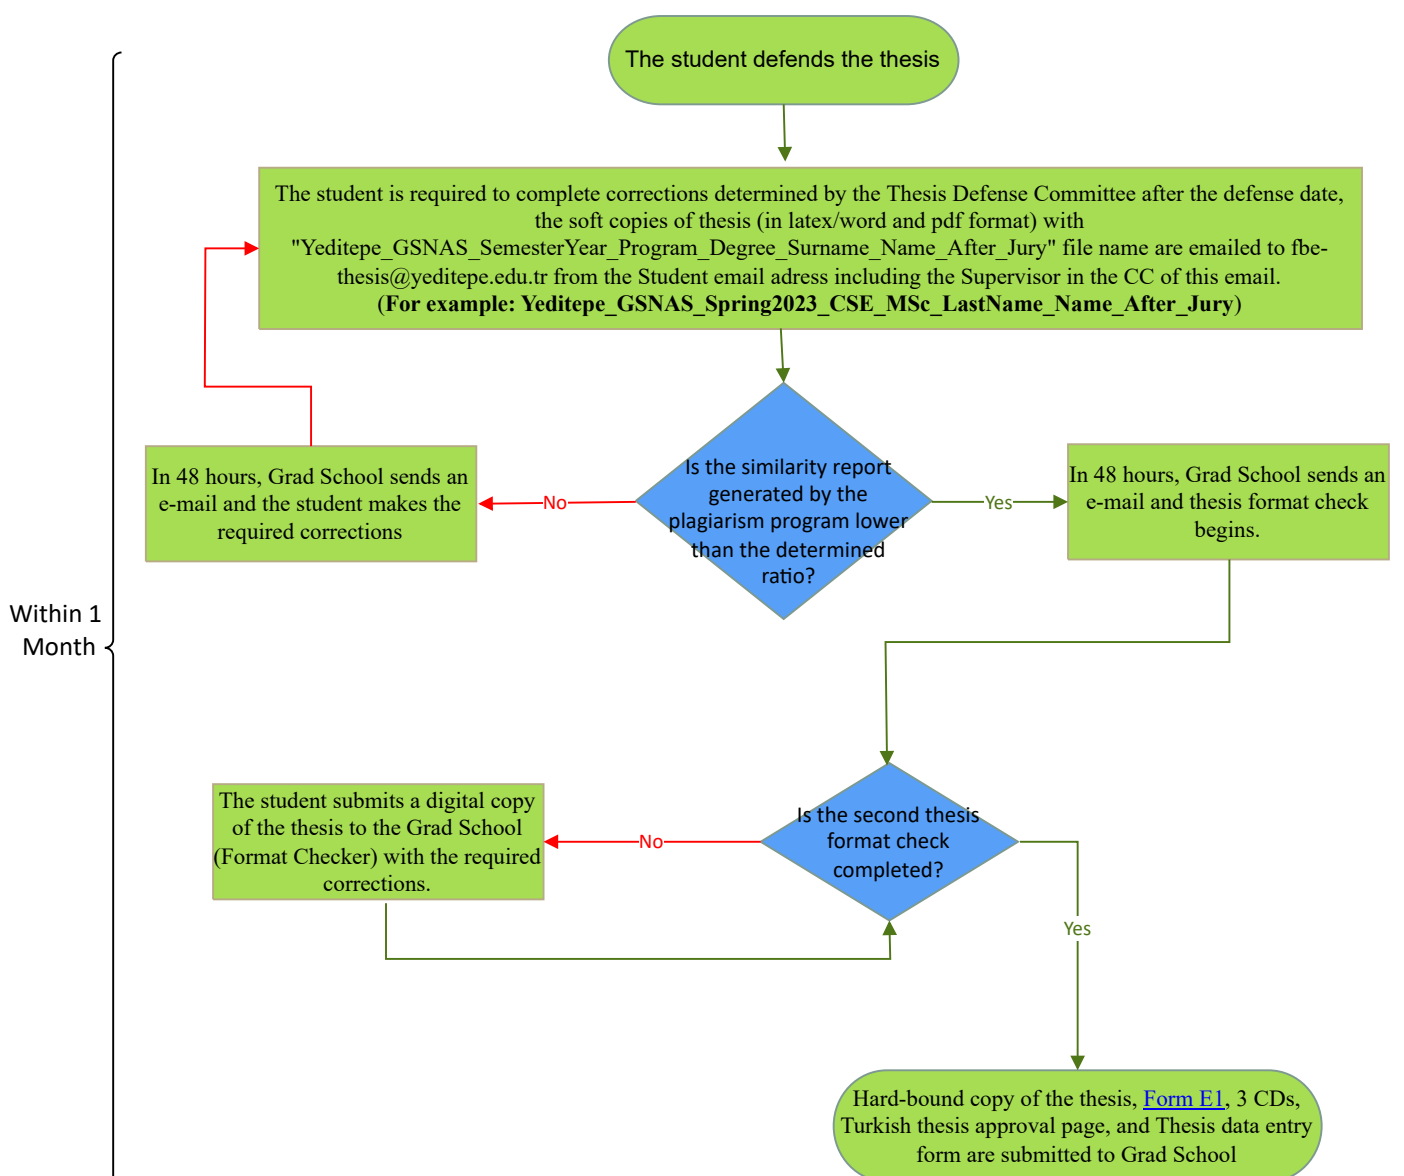 The student defends the thesis
The student is required to complete corrections determined by the Thesis Defense Committee after the defense date,
the soft copies of thesis (in latex/word and pdf format) with
"Yeditepe_GSNAS_SemesterYear_Program_Degree_Surname_Name_After_Jury" file name are emailed to fbe-
thesis@yeditepe.edu.tr from the Student email adress including the Supervisor in the CC of this email.
(For example: Yeditepe_GSNAS_Spring2023_CSE_MSc_LastName_Name_After_Jury)
In 48 hours, Grad School sends an
e-mail and the student makes the
required corrections
No
Is the similarity report
generated by the
plagiarism program lower
than the determined
ratio?
Yes
In 48 hours, Grad School sends an
e-mail and thesis format check
begins.
Within 1
Month
The student submits a digital copy
of the thesis to the Grad School
(Format Checker) with the required
corrections.
No
Is the second thesis
format check
completed?
Yes
Hard-bound copy of the thesis, Form E1, 3 CDs,
Turkish thesis approval page, and Thesis data entry
form are submitted to Grad School